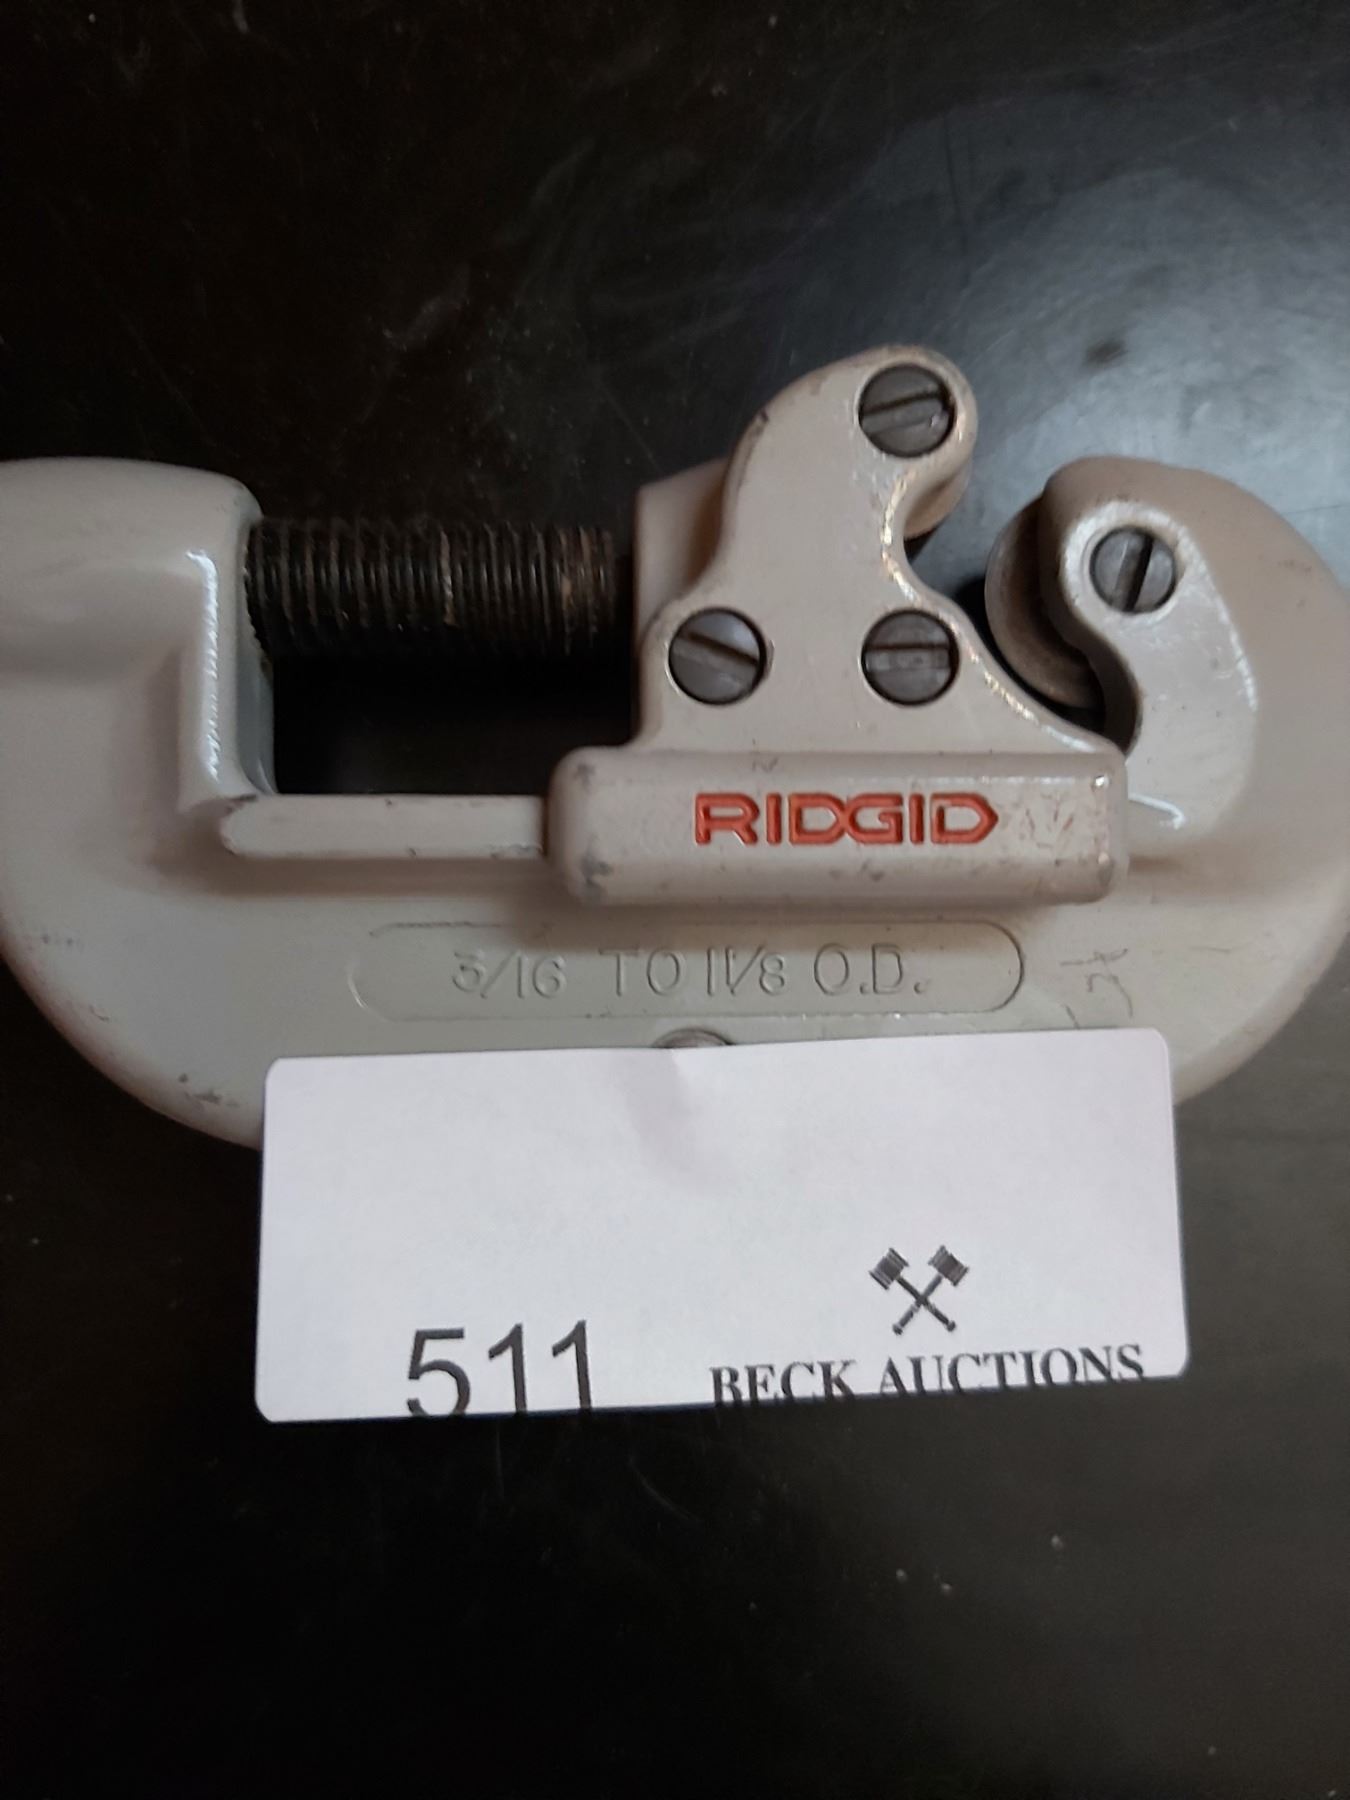 RIDGID
3/16 TO 1 1/8 O.D.
511
BECK AUCTIONS